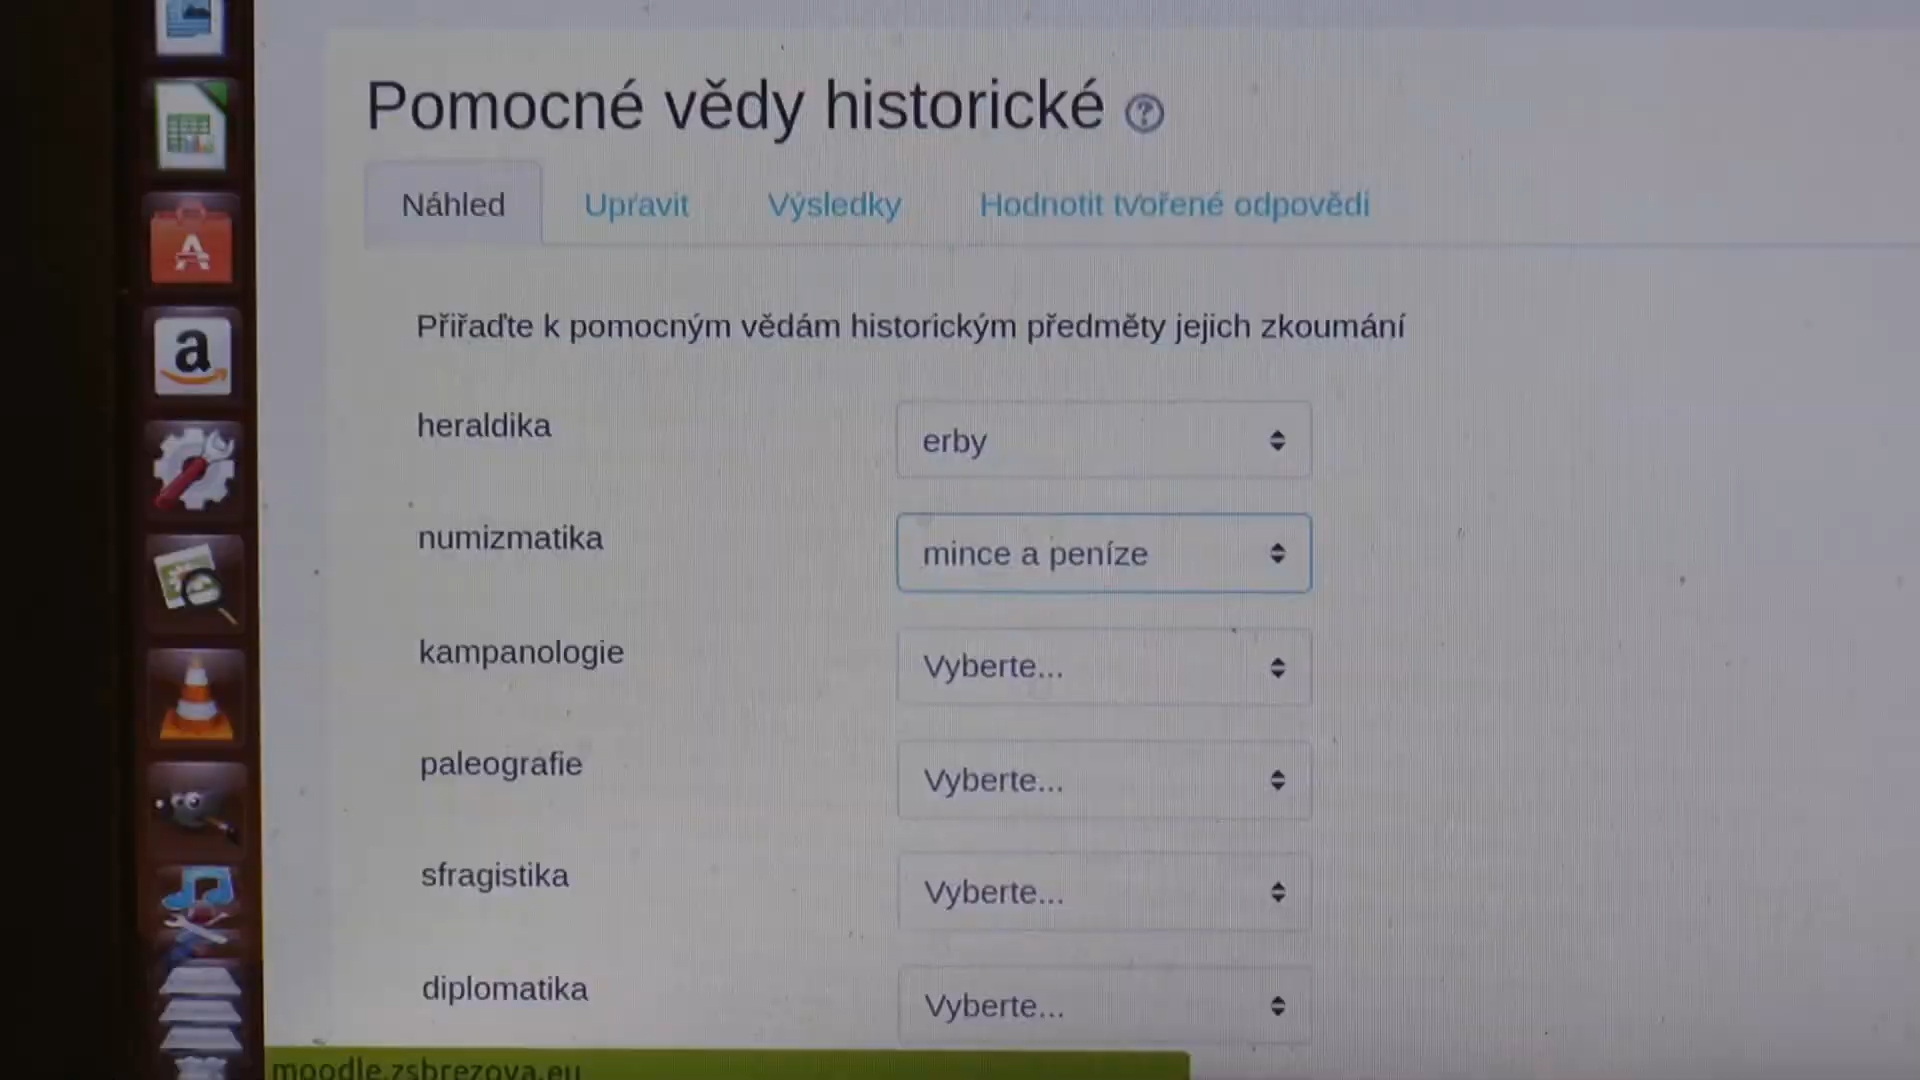 Pomocné vědy historické ?
Náhled Upravit Výsledky Hodnotit tvořené odpovědi
Přiřaďte k pomocným vědám historickým předměty jejich zkoumání
heraldika erby
numizmatika mince a peníze
kampanologie Vyberte...
paleografie Vyberte...
sfragistika Vyberte...
diplomatika Vyberte...
moodle.zsbrezova.eu